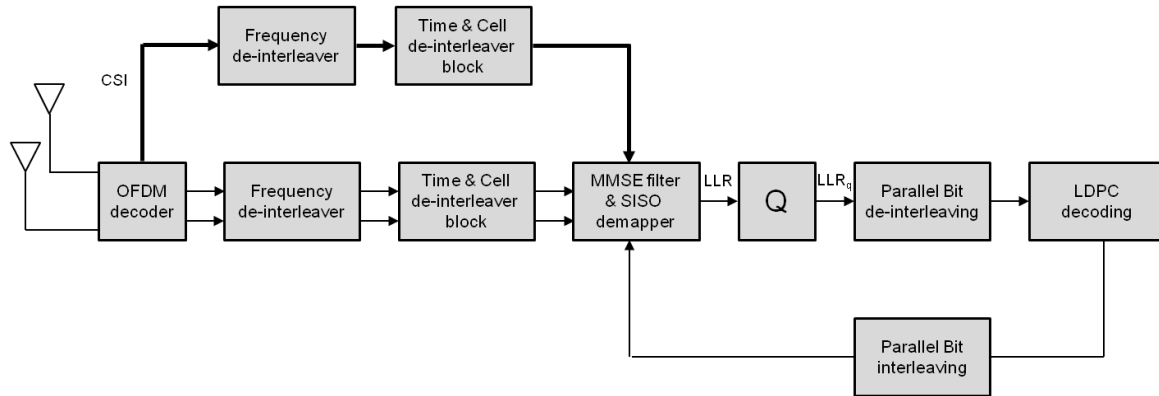 Frequency
de-interleaver
Time & Cell
de-interleaver
block
CSI
OFDM
decoder
Frequency
de-interleaver
Time & Cell
de-interleaver
block
MMSE filter
& SISO
demapper
LLR
Q
LLRq
Parallel Bit
de-interleaving
LDPC
decoding
Parallel Bit
interleaving